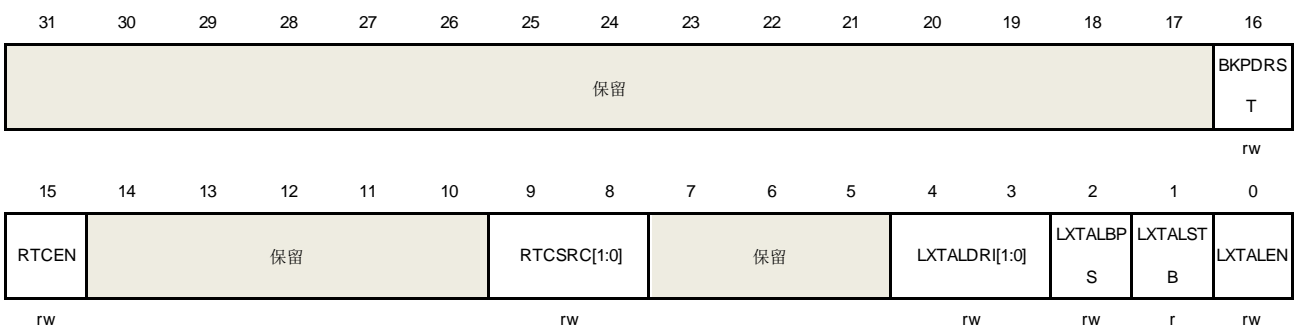 31 30 29 28 27 26 25 24 23 22 21 20 19 18 17 16
保留 BKPDRS
T
rw
15 14 13 12 11 10 9 8 7 6 5 4 3 2 1 0
RTCEN 保留 RTCSRC[1:0] 保留 LXTALDRI[1:0] LXTALBP LXTALST LXTALEN
S B
rw rw rw rw r rw